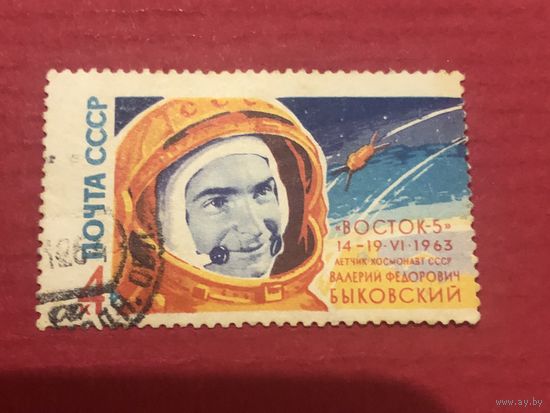 ПОЧТА СССР
4
К
«ВОСТОК-5»
14-19·VI·1963
ЛЕТЧИК КОСМОНАВТ СССР
ВАЛЕРИЙ ФЕДОРОВИЧ
БЫКОВСКИЙ
www.ay.by